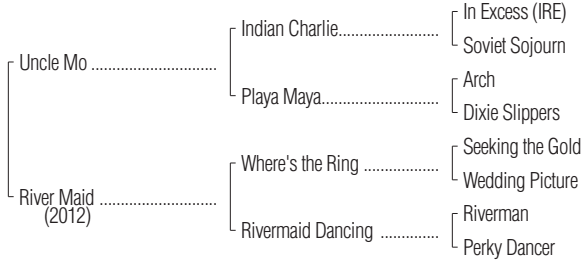 In Excess (IRE)
Indian Charlie.......................
Soviet Sojourn
Uncle Mo .............................
Arch
Playa Maya...........................
Dixie Slippers
Seeking the Gold
Where's the Ring .................
Wedding Picture
River Maid ...........................
(2012)
Riverman
Rivermaid Dancing .............
Perky Dancer